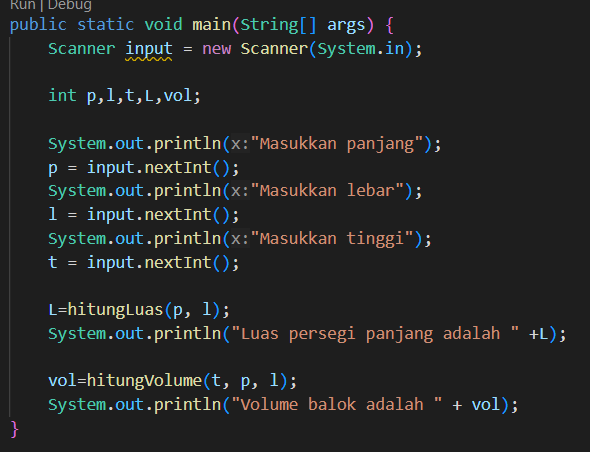 Run | Debug
public static void main(String[] args) {
Scanner input = new Scanner(System.in);
int p,l,t,L,vol;
System.out.println(x:"Masukkan panjang");
p = input.nextInt();
System.out.println(x:"Masukkan lebar");
l = input.nextInt();
System.out.println(x:"Masukkan tinggi");
t = input.nextInt();
L=hitungLuas(p, l);
System.out.println("Luas persegi panjang adalah " +L);
vol=hitungVolume(t, p, l);
System.out.println("Volume balok adalah " + vol);
}